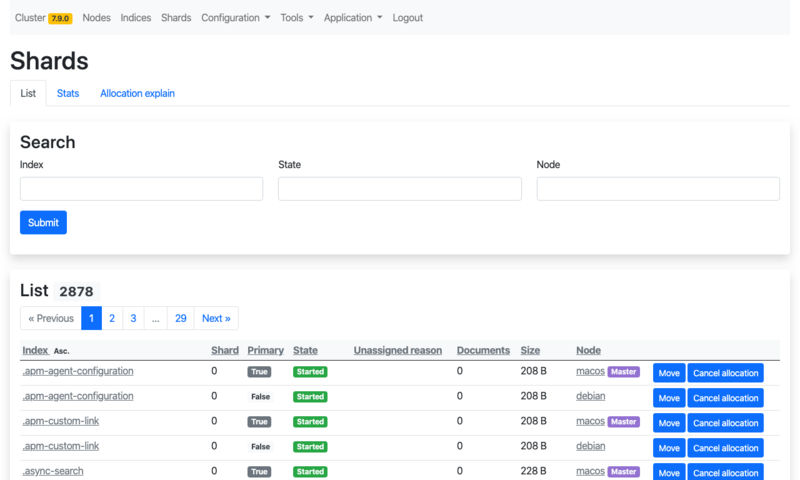 Cluster 7.9.0 Nodes Indices Shards Configuration Tools Application Logout
Shards
List Stats Allocation explain
Search
Index State Node
Submit
List 2878
« Previous 1 2 3 ... 29 Next »
Index Asc. Shard Primary State Unassigned reason Documents Size Node
.apm-agent-configuration 0 True Started 0 208 B macos Master Move Cancel allocation
.apm-agent-configuration 0 False Started 0 208 B debian Move Cancel allocation
.apm-custom-link 0 True Started 0 208 B macos Master Move Cancel allocation
.apm-custom-link 0 False Started 0 208 B debian Move Cancel allocation
.async-search 0 True Started 0 228 B macos Master Move Cancel allocation